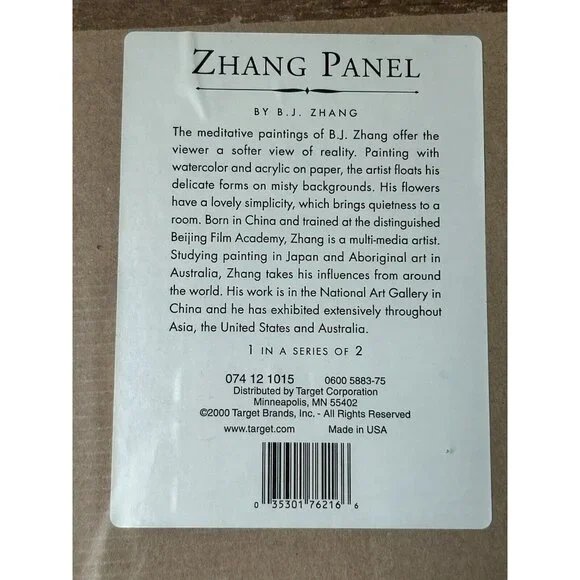 ZHANG PANEL
BY B.J. ZHANG
The meditative paintings of B.J. Zhang offer the
viewer a softer view of reality. Painting with
watercolor and acrylic on paper, the artist floats his
delicate forms on misty backgrounds. His flowers
have a lovely simplicity, which brings quietness to a
room. Born in China and trained at the distinguished
Beijing Film Academy, Zhang is a multi-media artist.
Studying painting in Japan and Aboriginal art in
Australia, Zhang takes his influences from around
the world. His work is in the National Art Gallery in
China and he has exhibited extensively throughout
Asia, the United States and Australia.
1 IN A SERIES OF 2
074 12 1015 0600 5883-75
Distributed by Target Corporation
Minneapolis, MN 55402
©2000 Target Brands, Inc. - All Rights Reserved
www.target.com Made in USA
0 35301 76216 6